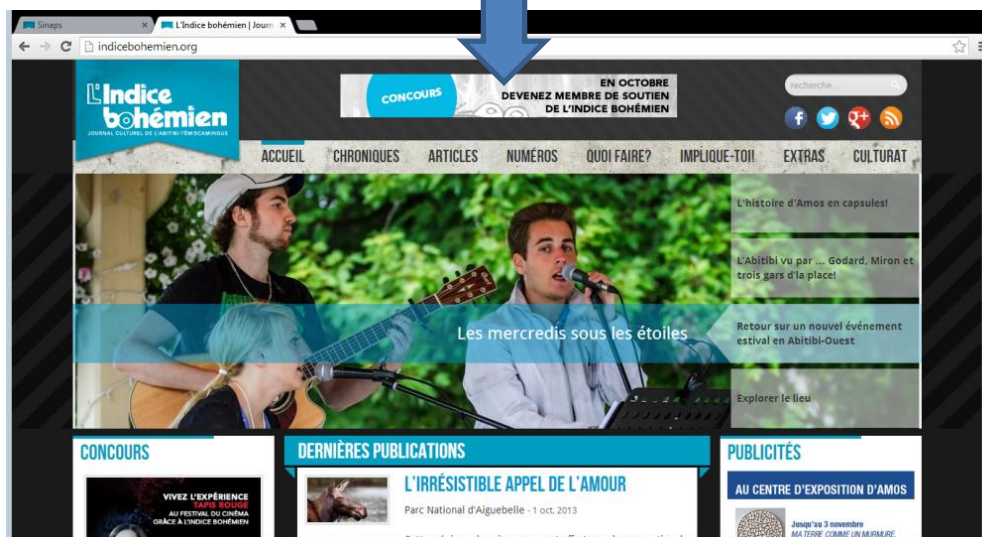 Sinaps
L'Indice bohémien | Journ
indicebohemien.org
L'Indice
bohémien
JOURNAL CULTUREL DE L'ABITIBI-TÉMISCAMINGUE
CONCOURS
EN OCTOBRE
DEVENEZ MEMBRE DE SOUTIEN
DE L'INDICE BOHÉMIEN
recherche
ACCUEIL CHRONIQUES ARTICLES NUMÉROS QUOI FAIRE? IMPLIQUE-TOI! EXTRAS CULTURAT
L'histoire d'Amos en capsules!
L'Abitibi vu par ... Godard, Miron et
trois gars d'la place!
Les mercredis sous les étoiles
Retour sur un nouvel événement
estival en Abitibi-Ouest
Explorer le lieu
CONCOURS
VIVEZ L'EXPÉRIENCE
TAPIS ROUGE
AU FESTIVAL DU CINÉMA
GRÂCE À L'INDICE BOHÉMIEN
DERNIÈRES PUBLICATIONS
L'IRRÉSISTIBLE APPEL DE L'AMOUR
Parc National d'Aiguebelle - 1 oct. 2013
PUBLICITÉS
AU CENTRE D'EXPOSITION D'AMOS
Jusqu'au 3 novembre
MA TERRE COMME UN MURMURE,